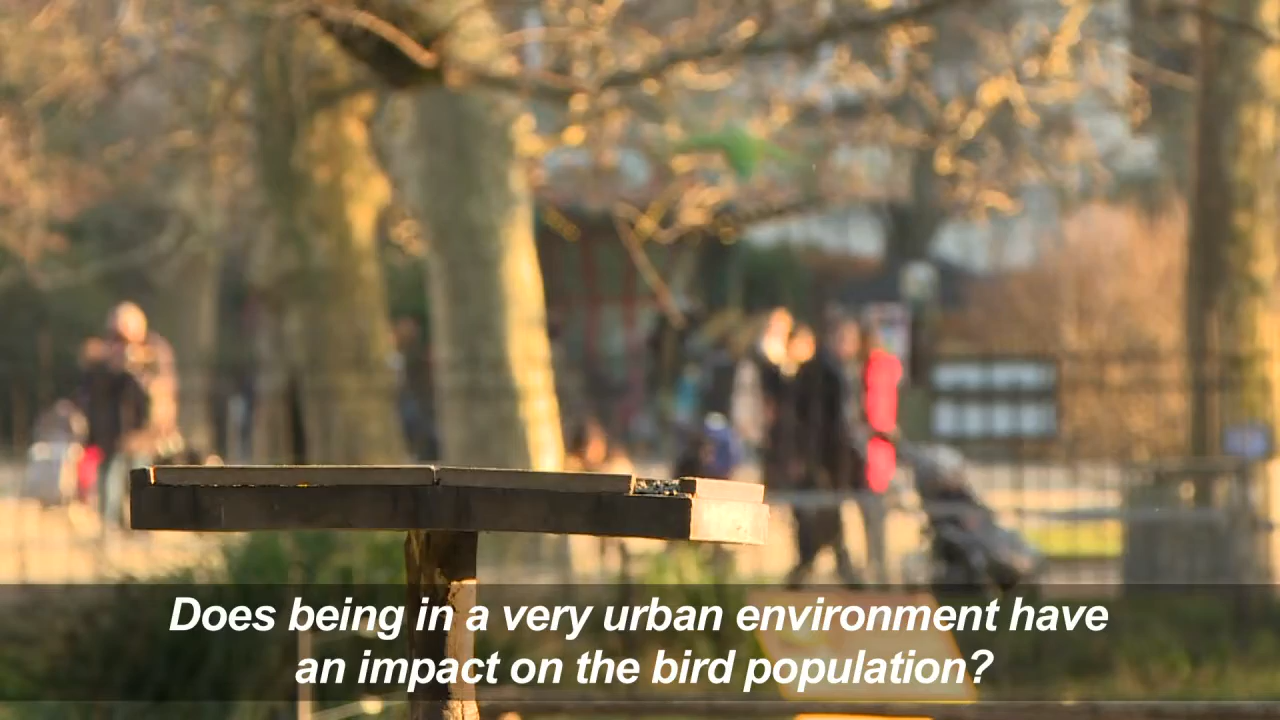 Does being in a very urban environment have
an impact on the bird population?